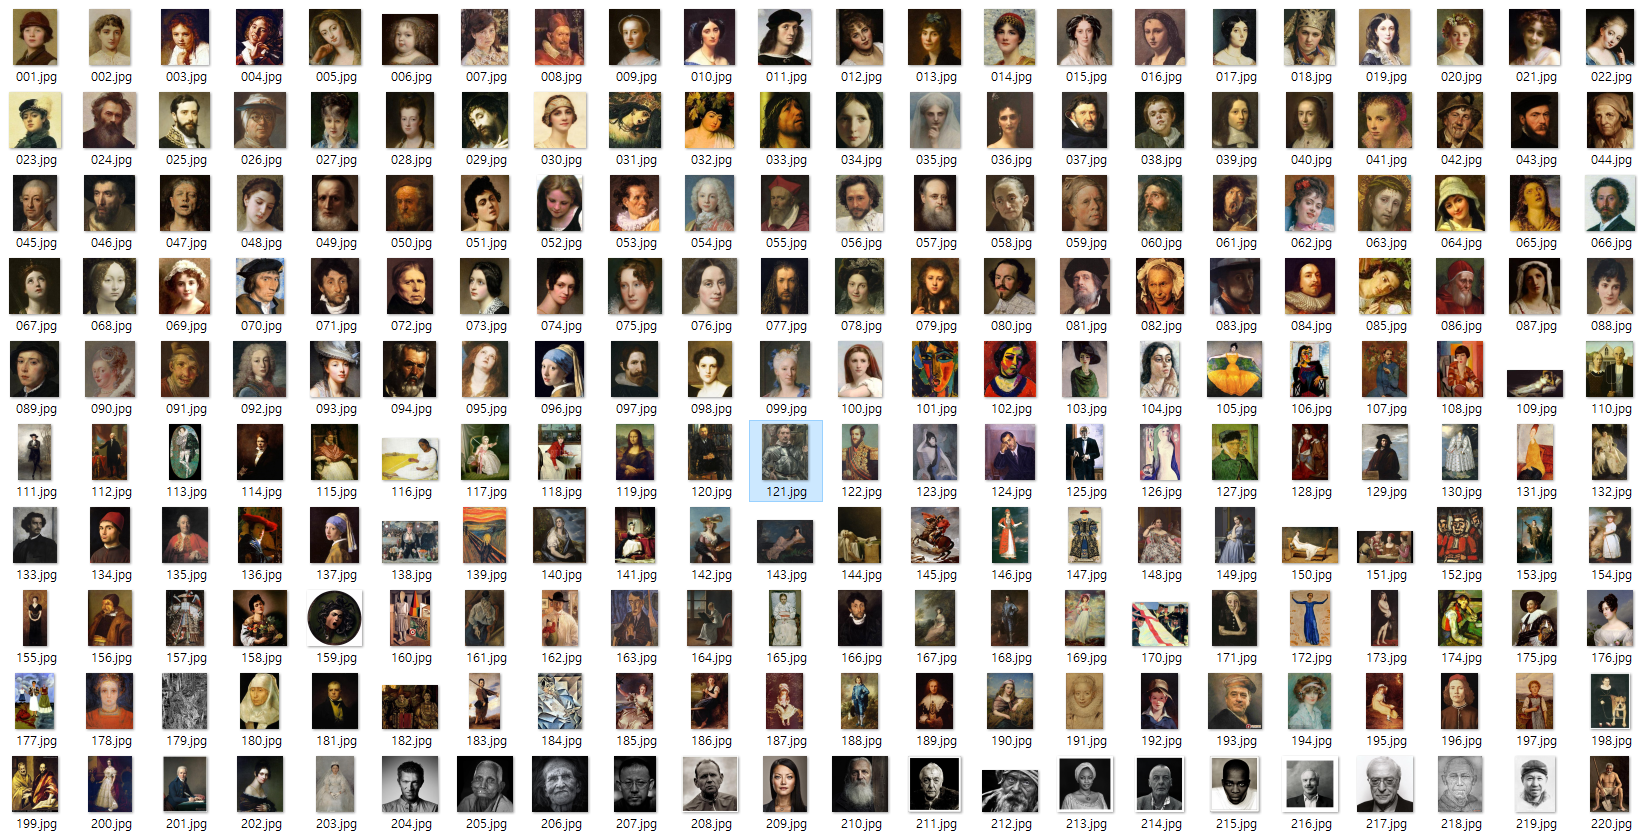 001.jpg 002.jpg 003.jpg 004.jpg 005.jpg 006.jpg 007.jpg 008.jpg 009.jpg 010.jpg 011.jpg 012.jpg 013.jpg 014.jpg 015.jpg 016.jpg 017.jpg 018.jpg 019.jpg 020.jpg 021.jpg 022.jpg
023.jpg 024.jpg 025.jpg 026.jpg 027.jpg 028.jpg 029.jpg 030.jpg 031.jpg 032.jpg 033.jpg 034.jpg 035.jpg 036.jpg 037.jpg 038.jpg 039.jpg 040.jpg 041.jpg 042.jpg 043.jpg 044.jpg
045.jpg 046.jpg 047.jpg 048.jpg 049.jpg 050.jpg 051.jpg 052.jpg 053.jpg 054.jpg 055.jpg 056.jpg 057.jpg 058.jpg 059.jpg 060.jpg 061.jpg 062.jpg 063.jpg 064.jpg 065.jpg 066.jpg
067.jpg 068.jpg 069.jpg 070.jpg 071.jpg 072.jpg 073.jpg 074.jpg 075.jpg 076.jpg 077.jpg 078.jpg 079.jpg 080.jpg 081.jpg 082.jpg 083.jpg 084.jpg 085.jpg 086.jpg 087.jpg 088.jpg
089.jpg 090.jpg 091.jpg 092.jpg 093.jpg 094.jpg 095.jpg 096.jpg 097.jpg 098.jpg 099.jpg 100.jpg 101.jpg 102.jpg 103.jpg 104.jpg 105.jpg 106.jpg 107.jpg 108.jpg 109.jpg 110.jpg
111.jpg 112.jpg 113.jpg 114.jpg 115.jpg 116.jpg 117.jpg 118.jpg 119.jpg 120.jpg 121.jpg 122.jpg 123.jpg 124.jpg 125.jpg 126.jpg 127.jpg 128.jpg 129.jpg 130.jpg 131.jpg 132.jpg
133.jpg 134.jpg 135.jpg 136.jpg 137.jpg 138.jpg 139.jpg 140.jpg 141.jpg 142.jpg 143.jpg 144.jpg 145.jpg 146.jpg 147.jpg 148.jpg 149.jpg 150.jpg 151.jpg 152.jpg 153.jpg 154.jpg
155.jpg 156.jpg 157.jpg 158.jpg 159.jpg 160.jpg 161.jpg 162.jpg 163.jpg 164.jpg 165.jpg 166.jpg 167.jpg 168.jpg 169.jpg 170.jpg 171.jpg 172.jpg 173.jpg 174.jpg 175.jpg 176.jpg
177.jpg 178.jpg 179.jpg 180.jpg 181.jpg 182.jpg 183.jpg 184.jpg 185.jpg 186.jpg 187.jpg 188.jpg 189.jpg 190.jpg 191.jpg 192.jpg 193.jpg 194.jpg 195.jpg 196.jpg 197.jpg 198.jpg
199.jpg 200.jpg 201.jpg 202.jpg 203.jpg 204.jpg 205.jpg 206.jpg 207.jpg 208.jpg 209.jpg 210.jpg 211.jpg 212.jpg 213.jpg 214.jpg 215.jpg 216.jpg 217.jpg 218.jpg 219.jpg 220.jpg